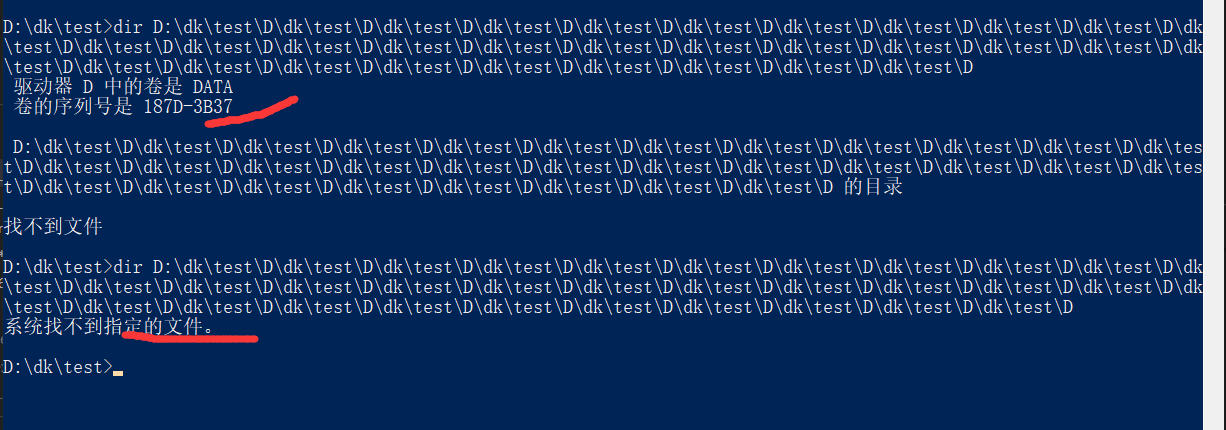 D:\dk\test>dir D:\dk\test\D\dk\test\D\dk\test\D\dk\test\D\dk\test\D\dk\test\D\dk\test\D\dk\test\D\dk\test\D\dk\test\D\dk
\test\D\dk\test\D\dk\test\D\dk\test\D\dk\test\D\dk\test\D\dk\test\D\dk\test\D\dk\test\D\dk\test\D\dk\test\D\dk\test\D\dk
\test\D\dk\test\D\dk\test\D\dk\test\D\dk\test\D\dk\test\D\dk\test\D\dk\test\D\dk\test\D\dk\test\D
驱动器 D 中的卷是 DATA
卷的序列号是 187D-3B37
D:\dk\test\D\dk\test\D\dk\test\D\dk\test\D\dk\test\D\dk\test\D\dk\test\D\dk\test\D\dk\test\D\dk\test\D\dk\test\D\dk\tes
t\D\dk\test\D\dk\test\D\dk\test\D\dk\test\D\dk\test\D\dk\test\D\dk\test\D\dk\test\D\dk\test\D\dk\test\D\dk\test\D\dk\tes
t\D\dk\test\D\dk\test\D\dk\test\D\dk\test\D\dk\test\D\dk\test\D\dk\test\D\dk\test\D 的目录
找不到文件
D:\dk\test>dir D:\dk\test\D\dk\test\D\dk\test\D\dk\test\D\dk\test\D\dk\test\D\dk\test\D\dk\test\D\dk\test\D\dk\test\D\dk
\test\D\dk\test\D\dk\test\D\dk\test\D\dk\test\D\dk\test\D\dk\test\D\dk\test\D\dk\test\D\dk\test\D\dk\test\D\dk\test\D\dk
\test\D\dk\test\D\dk\test\D\dk\test\D\dk\test\D\dk\test\D\dk\test\D\dk\test\D\dk\test\D\dk\test\D\dk\test\D
系统找不到指定的文件。
D:\dk\test>